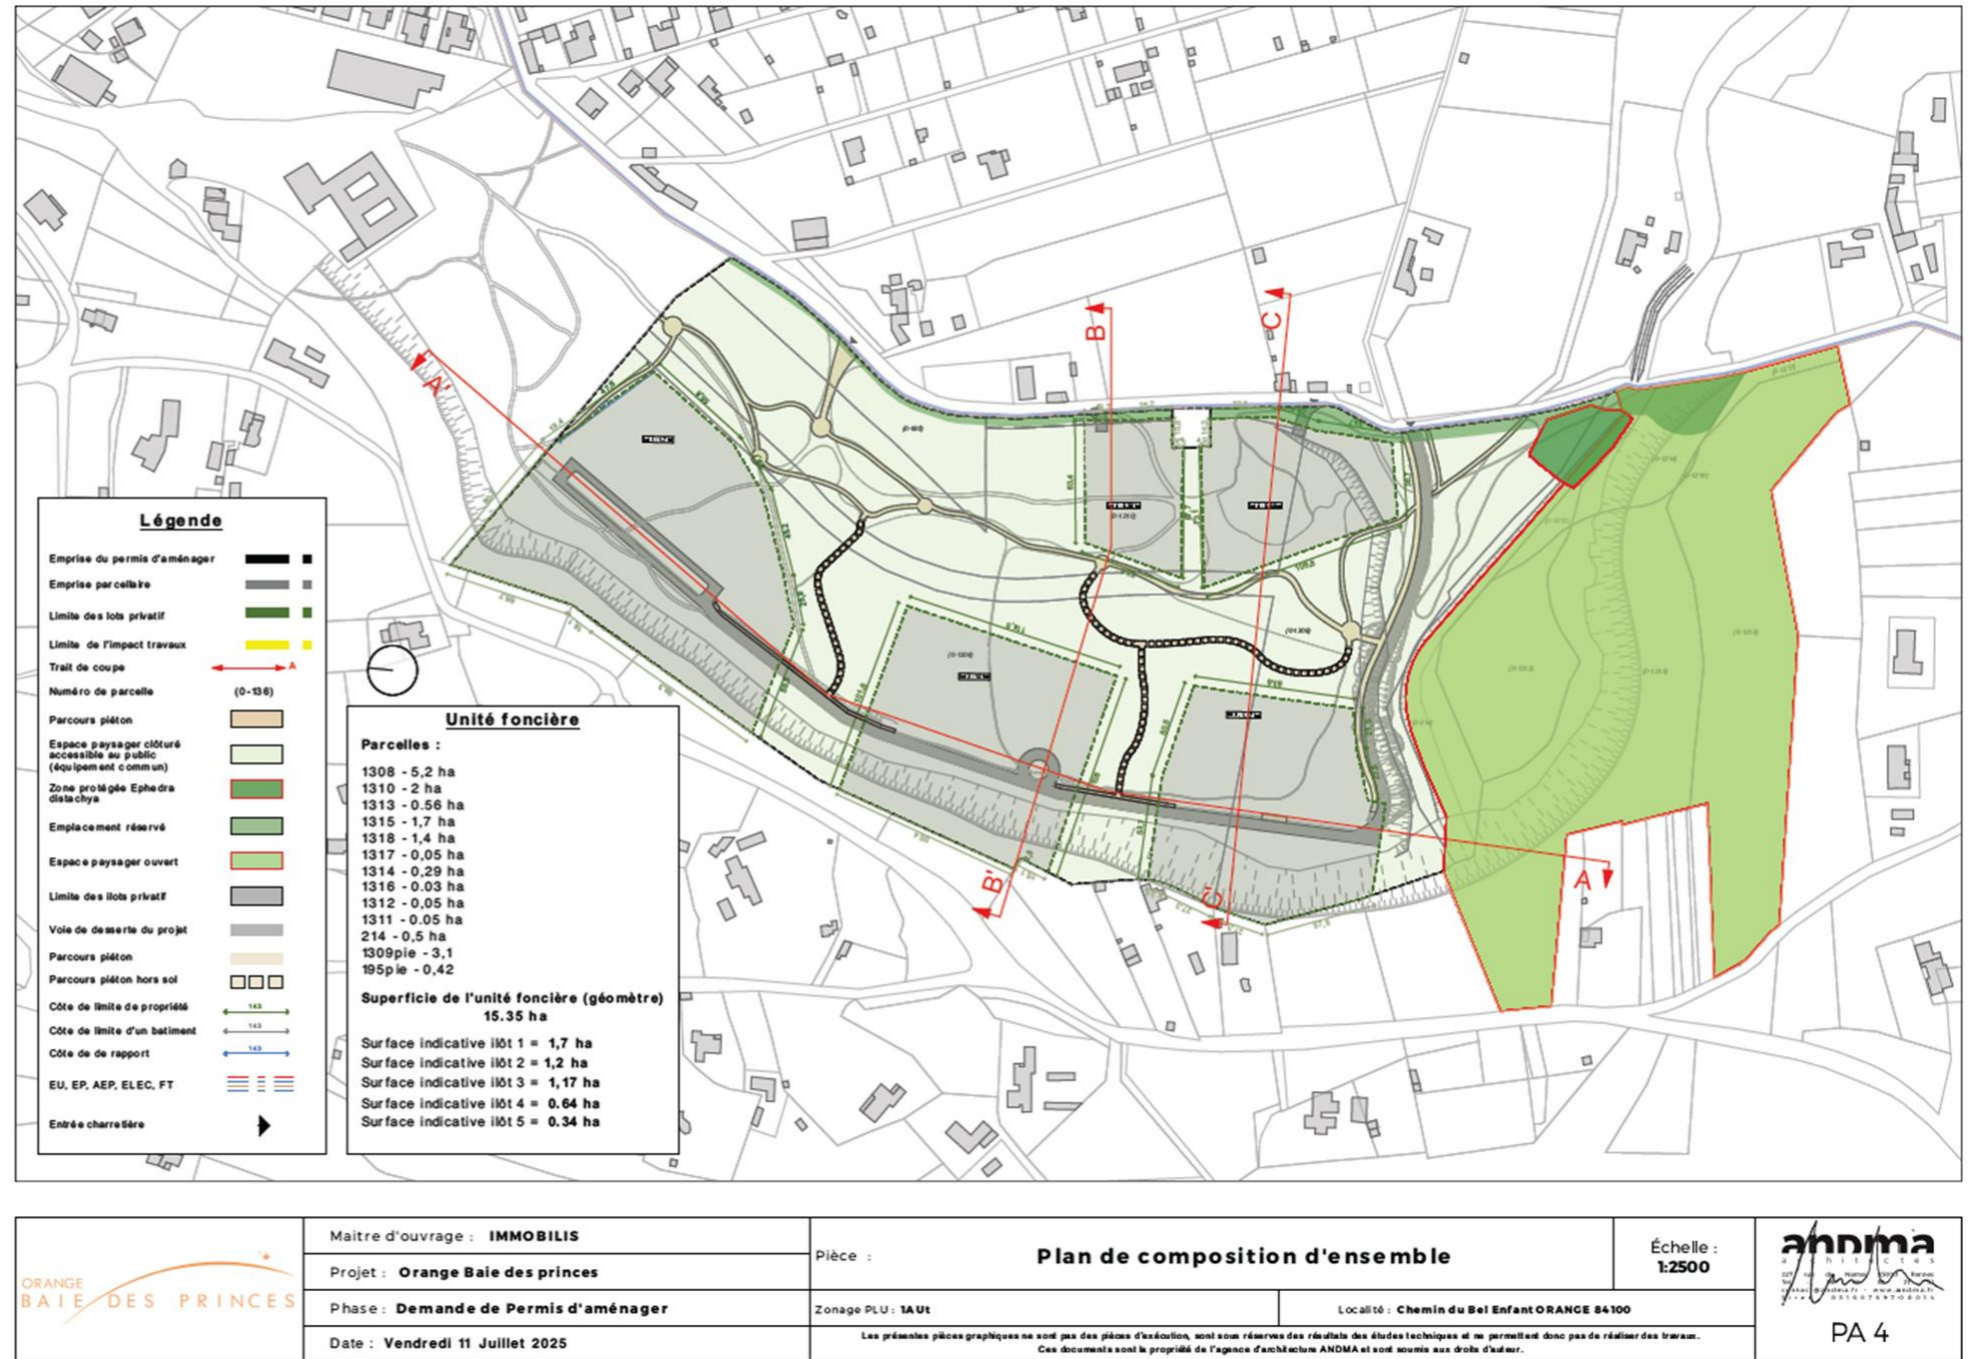 B
C
A'
(0-1308)
B'
C'
A
Légende
Emprise du permis d'aménager
Emprise parcellaire
Limite des lots privatif
Limite de l'impact travaux
Trait de coupe
A
Numéro de parcelle
(0-136)
Parcours piéton
Espace paysager clôturé
accessible au public
(équipement commun)
Zone protégée Ephedra
distachya
Emplacement réservé
Espace paysager ouvert
Limite des ilots privatif
Voie de desserte du projet
Parcours piéton
Parcours piéton hors sol
Côte de limite de propriété
143
Côte de limite d'un batiment
143
Côte de de rapport
143
EU, EP, AEP, ELEC, FT
Entrée charretière
Unité foncière
Parcelles :
1308 - 5,2 ha
1310 - 2 ha
1313 - 0.56 ha
1315 - 1,7 ha
1318 - 1,4 ha
1317 - 0,05 ha
1314 - 0,29 ha
1316 - 0.03 ha
1312 - 0,05 ha
1311 - 0.05 ha
214 - 0,5 ha
1309pie - 3,1
195pie - 0,42
Superficie de l'unité foncière (géomètre)
15.35 ha
Surface indicative ilôt 1 = 1,7 ha
Surface indicative ilôt 2 = 1,2 ha
Surface indicative ilôt 3 = 1,17 ha
Surface indicative ilôt 4 = 0.64 ha
Surface indicative ilôt 5 = 0.34 ha
ORANGE
BAIE DES PRINCES
Maitre d'ouvrage : IMMOBILIS
Projet : Orange Baie des princes
Phase : Demande de Permis d'aménager
Date : Vendredi 11 Juillet 2025
Pièce :
Plan de composition d'ensemble
Échelle :
1:2500
Zonage PLU : 1AUt
Localité : Chemin du Bel Enfant ORANGE 84100
Les présentes pièces graphiques ne sont pas des pièces d'exécution, sont sous réserves des résultats des études techniques et ne permettent donc pas de réaliser des travaux.
Ces documents sont la propriété de l'agence d'architecture ANDMA et sont soumis aux droits d'auteur.
andma
architectes
PA 4